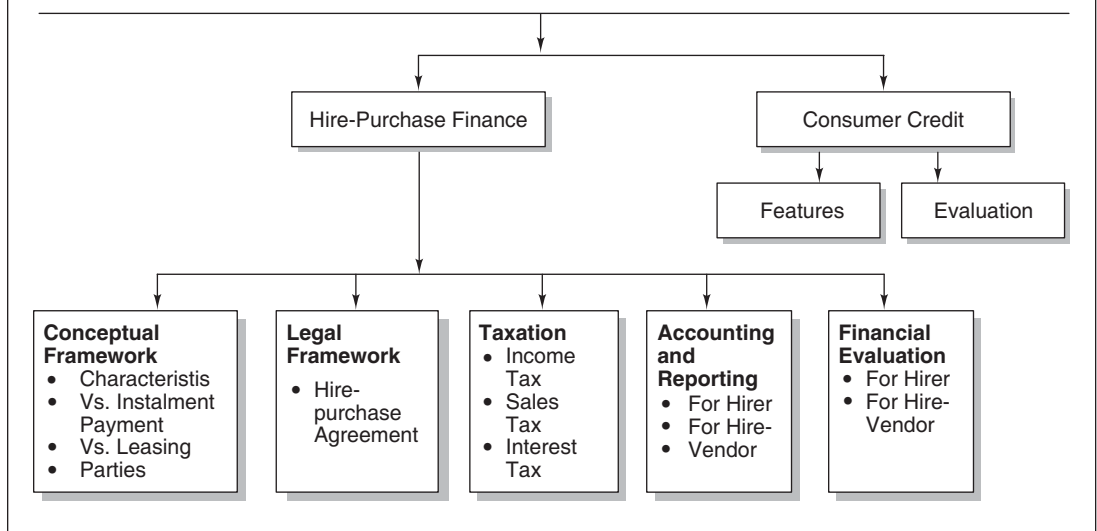 Hire-Purchase Finance
Consumer Credit
Features
Evaluation
Conceptual
Framework
• Characteristis
• Vs. Instalment
Payment
• Vs. Leasing
• Parties
Legal
Framework
• Hire-
purchase
Agreement
Taxation
• Income
Tax
• Sales
Tax
• Interest
Tax
Accounting
and
Reporting
• For Hirer
• For Hire-
• Vendor
Financial
Evaluation
• For Hirer
• For Hire-
Vendor